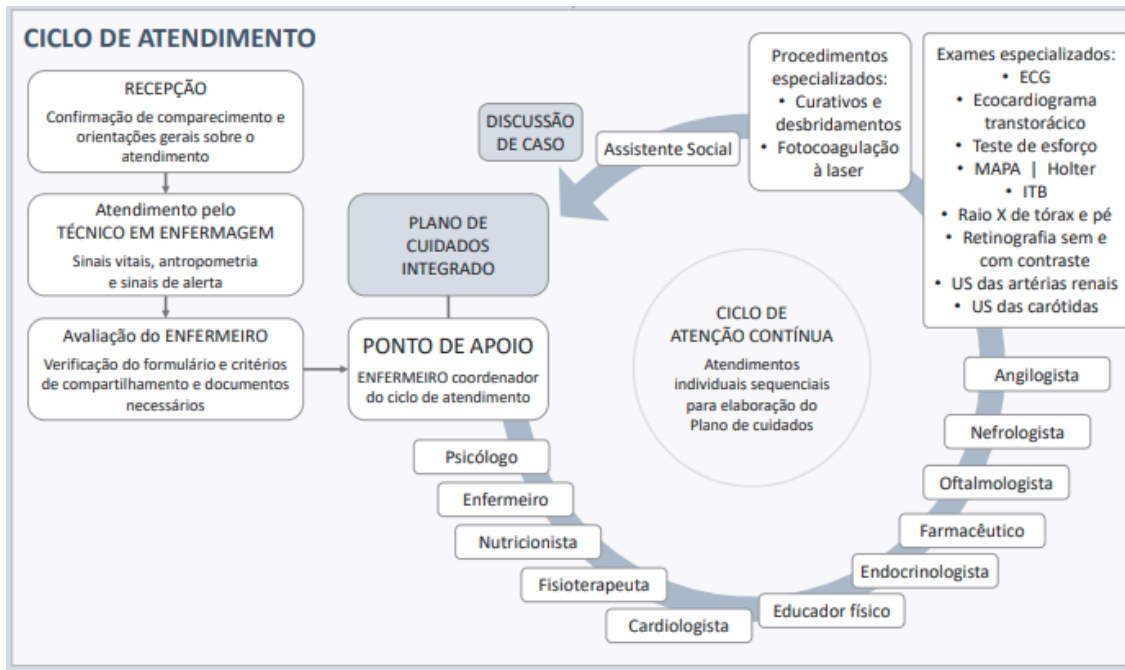 CICLO DE ATENDIMENTO
RECEPÇÃO
Confirmação de comparecimento e
orientações gerais sobre o
atendimento
Atendimento pelo
TÉCNICO EM ENFERMAGEM
Sinais vitais, antropometria
e sinais de alerta
Avaliação do ENFERMEIRO
Verificação do formulário e critérios
de compartilhamento e documentos
necessários
PONTO DE APOIO
ENFERMEIRO coordenador
do ciclo de atendimento
PLANO DE
CUIDADOS
INTEGRADO
DISCUSSÃO
DE CASO
Assistente Social
Procedimentos
especializados:
• Curativos e
desbridamentos
• Fotocoagulação
à laser
Exames especializados:
• ECG
• Ecocardiograma
transtorácico
• Teste de esforço
• MAPA | Holter
• ITB
• Raio X de tórax e pé
• Retinografia sem e
com contraste
• US das artérias renais
• US das carótidas
CICLO DE
ATENÇÃO CONTÍNUA
Atendimentos
individuais sequenciais
para elaboração do
Plano de cuidados
Psicólogo
Enfermeiro
Nutricionista
Fisioterapeuta
Cardiologista
Educador físico
Endocrinologista
Farmacêutico
Oftalmologista
Nefrologista
Angilogista